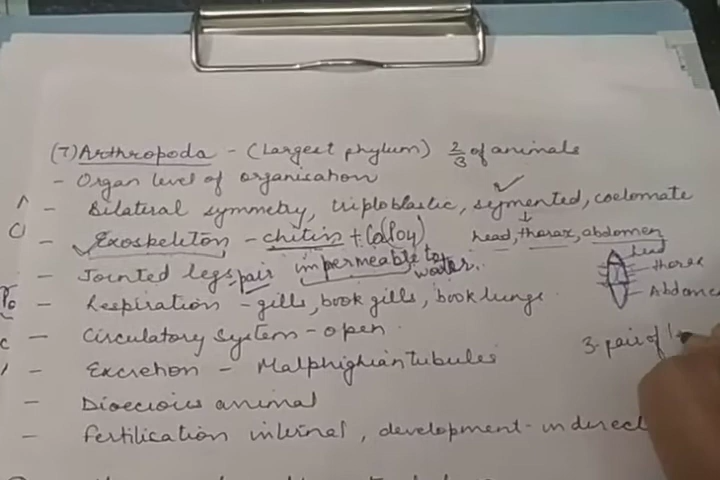 (7) Arthropoda - (Largest phylum) 2/3 of animals
- Organ level of organisation
- Bilateral symmetry, triploblastic, segmented, coelomate
head, thorax, abdomen
- Exoskeleton - chitin +
- Jointed legs, pair impermeable to water.
head
thorax
Abdomen
- Respiration - gills, book gills, book lungs.
- Circulatory system - open.
3-pair of
- Excretion - Malphighian tubules
- Dioecious animal
- Fertilication internal, development - indirect